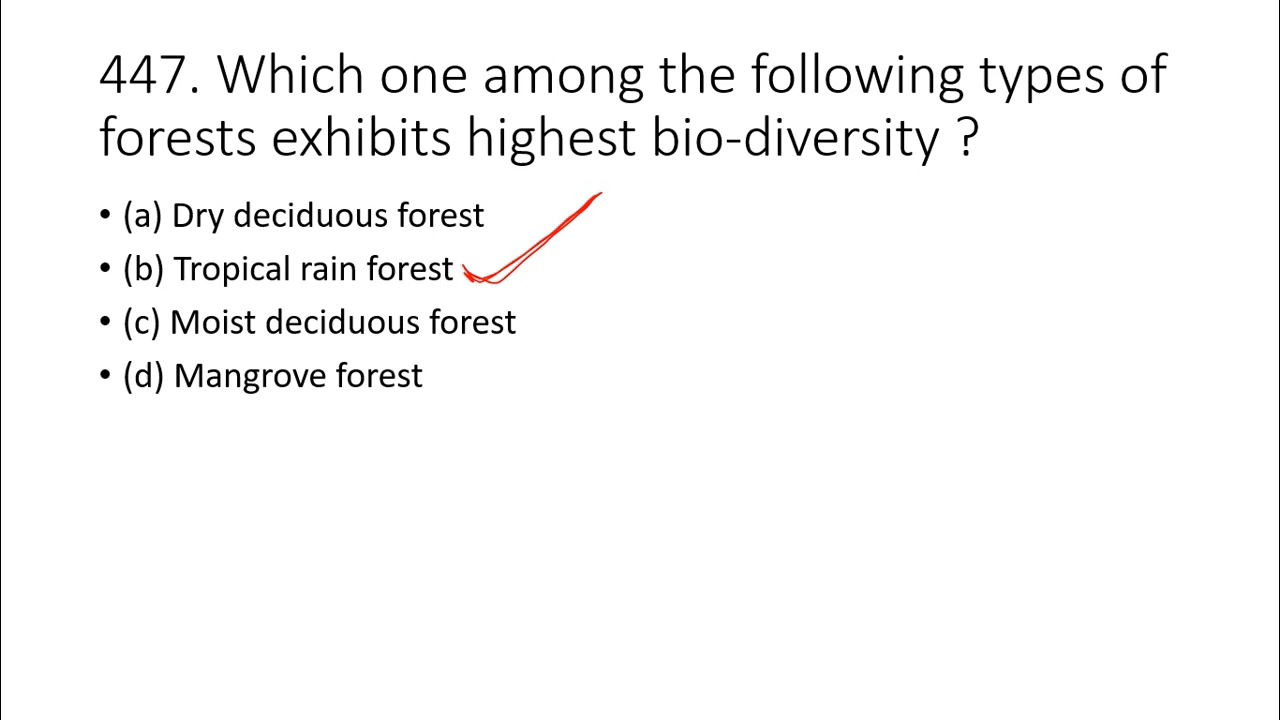 447. Which one among the following types of
forests exhibits highest bio-diversity ?
• (a) Dry deciduous forest
• (b) Tropical rain forest
• (c) Moist deciduous forest
• (d) Mangrove forest